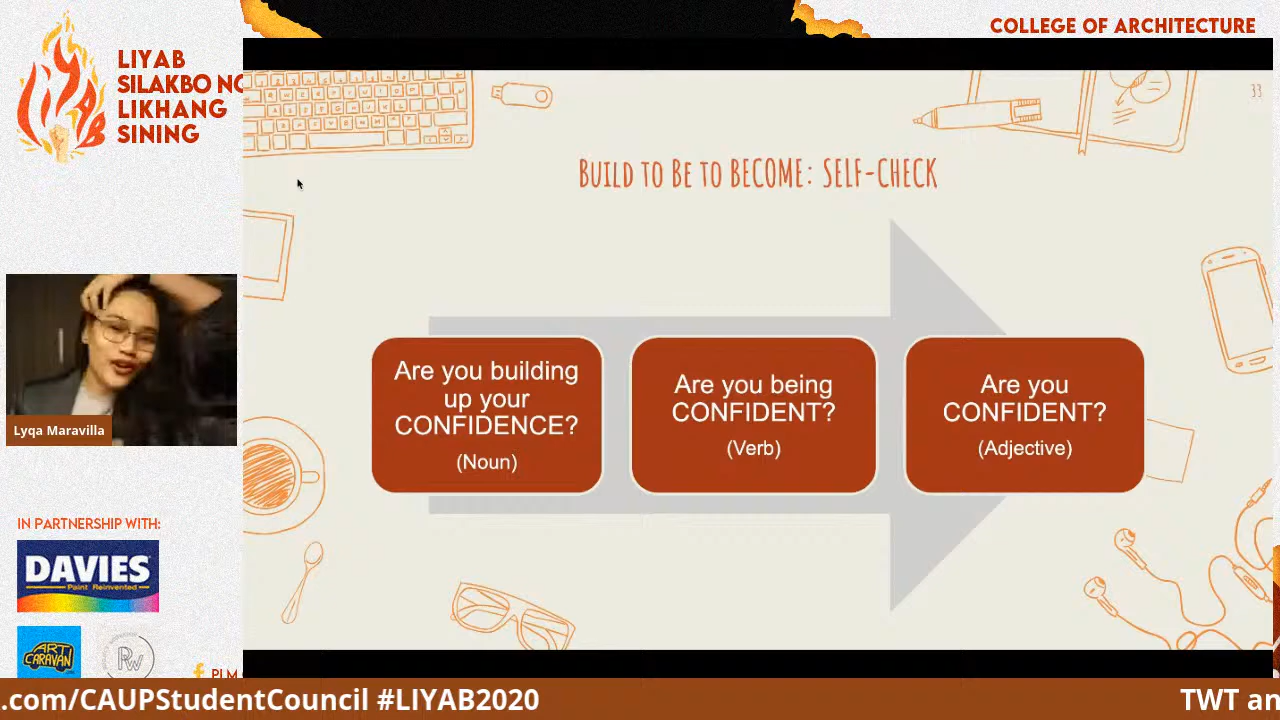 LIYAB
SILAKBO NG
LIKHANG
SINING
COLLEGE OF ARCHITECTURE
33
BUILD TO BE TO BECOME: SELF-CHECK
Are you building
up your
CONFIDENCE?
(Noun)
Are you being
CONFIDENT?
(Verb)
Are you
CONFIDENT?
(Adjective)
Lyqa Maravilla
IN PARTNERSHIP WITH:
DAVIES
Paint Reinvented
ART
CARAVAN
PW
PLM
.com/CAUPStudentCouncil #LIYAB2020
TWT an